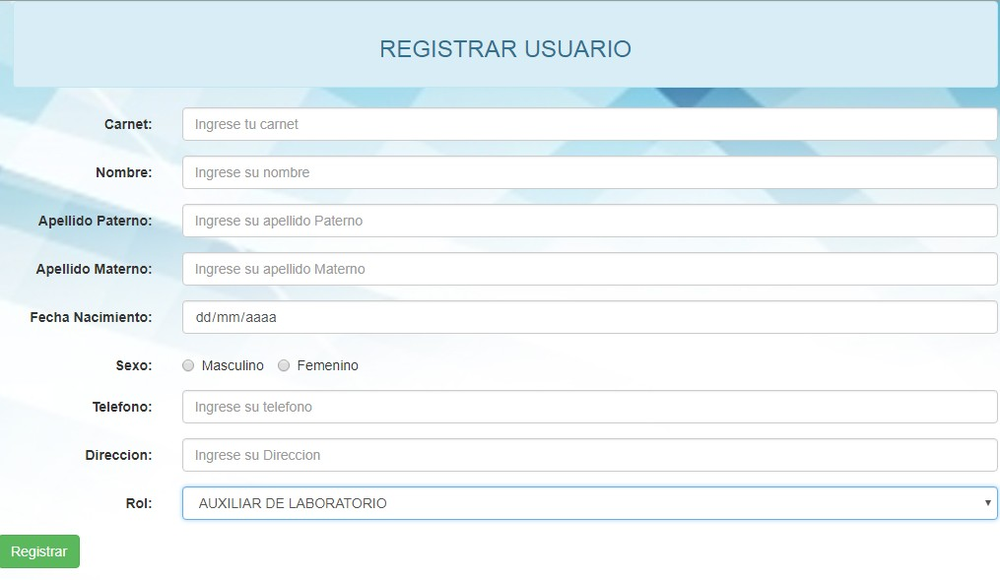 REGISTRAR USUARIO
Carnet: Ingrese tu carnet
Nombre: Ingrese su nombre
Apellido Paterno: Ingrese su apellido Paterno
Apellido Materno: Ingrese su apellido Materno
Fecha Nacimiento: dd/mm/aaaa
Sexo: Masculino Femenino
Telefono: Ingrese su telefono
Direccion: Ingrese su Direccion
Rol: AUXILIAR DE LABORATORIO
Registrar